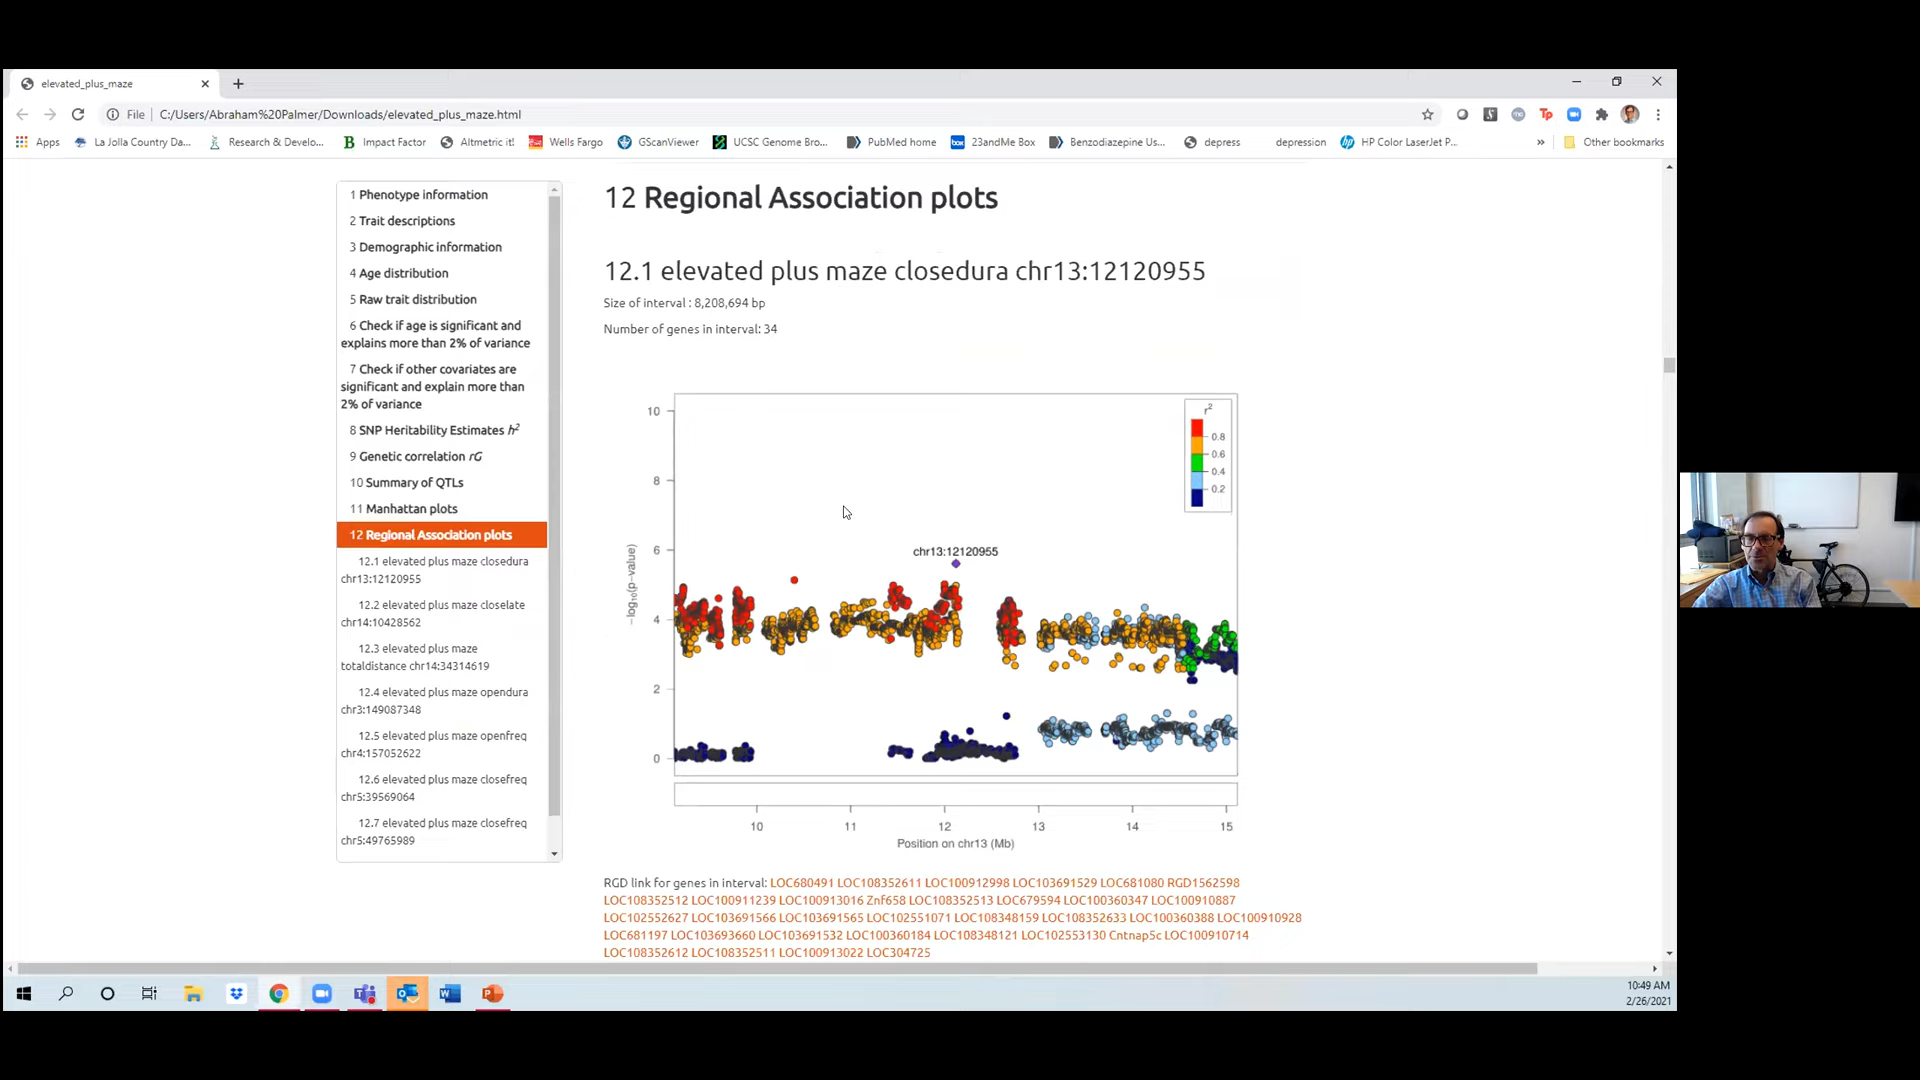 elevated_plus_maze
File
C:/Users/Abraham%20Palmer/Downloads/elevated_plus_maze.html
Apps
La Jolla Country Da...
Research & Develo...
Impact Factor
Altmetric it!
Wells Fargo
GScanViewer
UCSC Genome Bro...
PubMed home
23andMe Box
Benzodiazepine Us...
depress
depression
HP Color LaserJet P...
»
Other bookmarks
1 Phenotype information
2 Trait descriptions
3 Demographic information
4 Age distribution
5 Raw trait distribution
6 Check if age is significant and
explains more than 2% of variance
7 Check if other covariates are
significant and explain more than
2% of variance
8 SNP Heritability Estimates h²
9 Genetic correlation rG
10 Summary of QTLs
11 Manhattan plots
12 Regional Association plots
12.1 elevated plus maze closedura
chr13:12120955
12.2 elevated plus maze closelate
chr14:10428562
12.3 elevated plus maze
totaldistance chr14:34314619
12.4 elevated plus maze opendura
chr3:149087348
12.5 elevated plus maze openfreq
chr4:157052622
12.6 elevated plus maze closefreq
chr5:39569064
12.7 elevated plus maze closefreq
chr5:49765989
12 Regional Association plots
12.1 elevated plus maze closedura chr13:12120955
Size of interval : 8,208,694 bp
Number of genes in interval: 34
10
8
6
4
2
0
−log10(p−value)
chr13:12120955
r²
0.8
0.6
0.4
0.2
10
11
12
13
14
15
Position on chr13 (Mb)
RGD link for genes in interval: LOC680491 LOC108352611 LOC100912998 LOC103691529 LOC681080 RGD1562598
LOC108352512 LOC100911239 LOC100913016 Znf658 LOC108352513 LOC679594 LOC100360347 LOC100910887
LOC102552627 LOC103691566 LOC103691565 LOC102551071 LOC108348159 LOC108352633 LOC100360388 LOC100910928
LOC681197 LOC103693660 LOC103691532 LOC100360184 LOC108348121 LOC102553130 Cntnap5c LOC100910714
LOC108352612 LOC108352511 LOC100913022 LOC304725
10:49 AM
2/26/2021